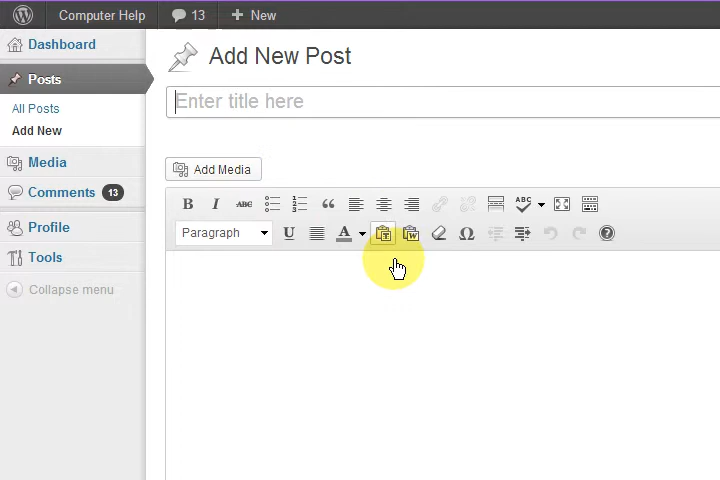 Computer Help 13 + New
Dashboard
Posts
All Posts
Add New
Media
Comments 13
Profile
Tools
Collapse menu
Add New Post
Enter title here
Add Media
B I ABC ABC
Paragraph U A T W Ω ?